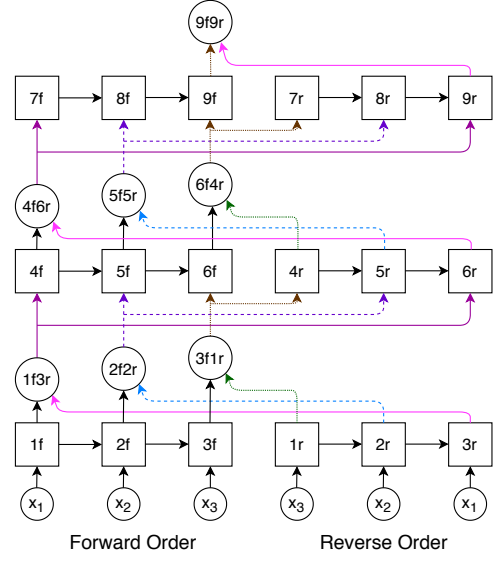 9f9r
7f 8f 9f 7r 8r 9r
4f6r 5f5r 6f4r
4f 5f 6f 4r 5r 6r
1f3r 2f2r 3f1r
1f 2f 3f 1r 2r 3r
x₁ x₂ x₃ x₃ x₂ x₁
Forward Order Reverse Order